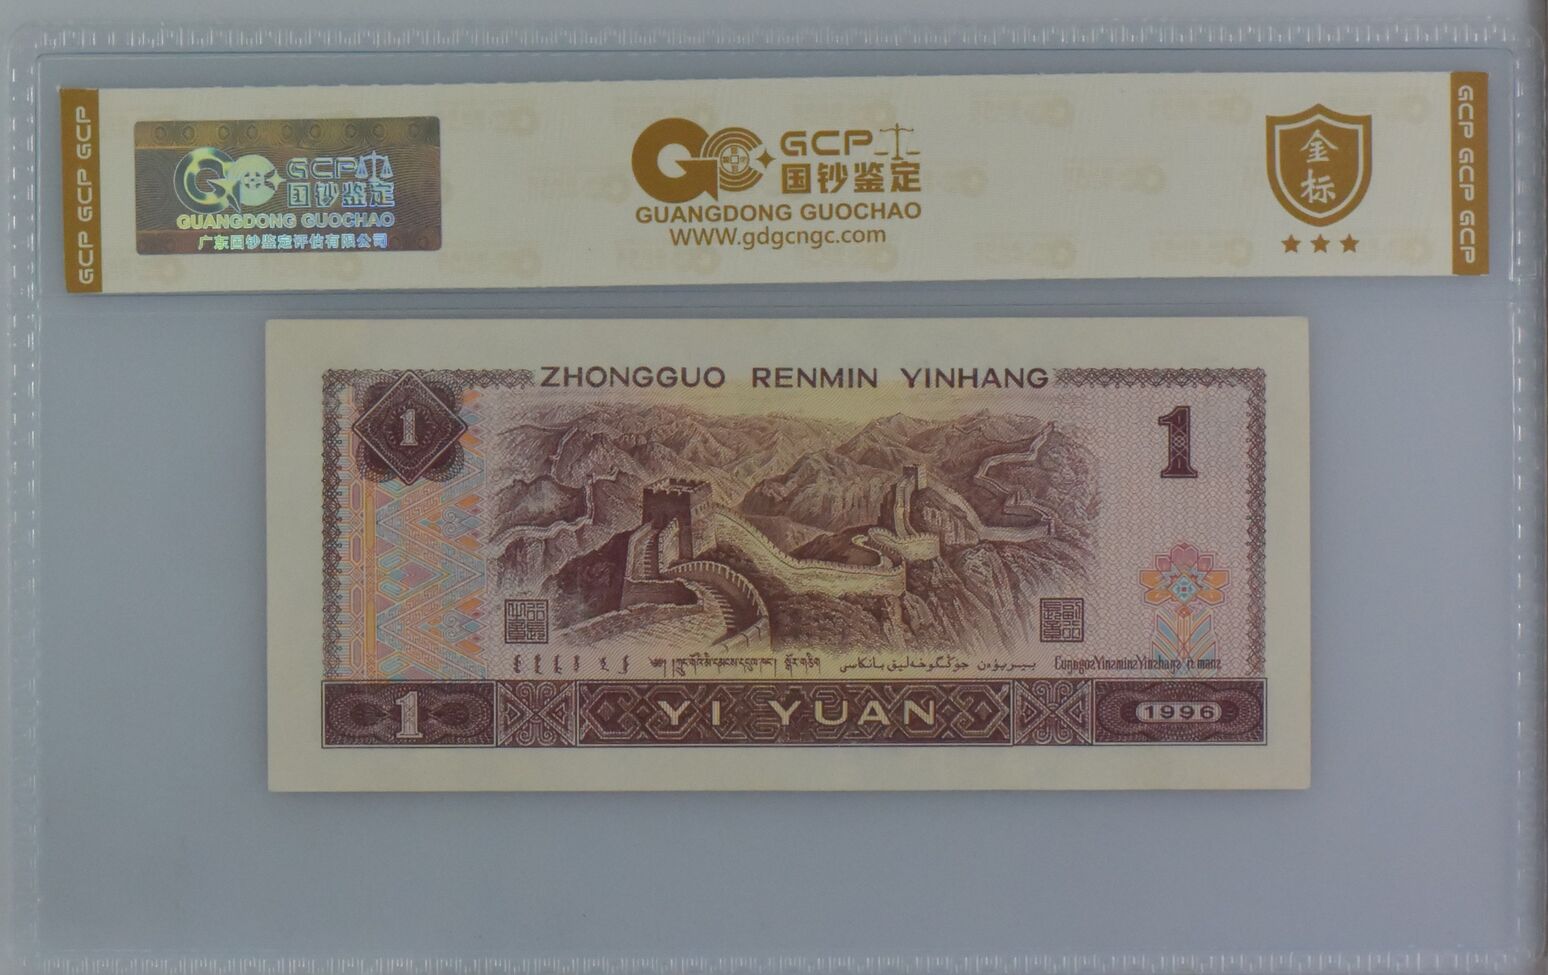 GCP GCP GCP
GCP
国钞鉴定
GUANGDONG GUOCHAO
广东国钞鉴定评估有限公司
GCP
国钞鉴定
GUANGDONG GUOCHAO
WWW.gdgcngc.com
金标
GCP GCP GCP
ZHONGGUO RENMIN YINHANG
1
1
YI YUAN
1
1996